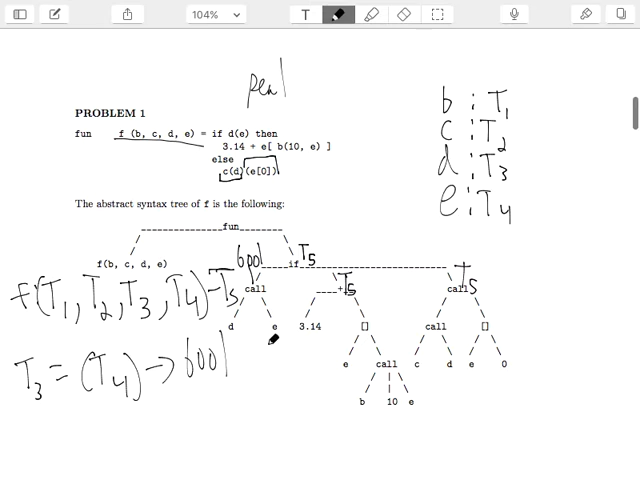 104%
T
pen
PROBLEM 1
fun f (b, c, d, e) = if d(e) then
3.14 + e[ b(10, e) ]
else
c(d)(e[0])
b : T1
c : T2
d : T3
e : T4
The abstract syntax tree of f is the following:
fun
f(b, c, d, e)
bool
if T5
f(T1, T2, T3, T4) → T5
call
+ T5
call T5
d e 3.14 [] call []
T3 = (T4) → bool
e call c d e 0
b 10 e